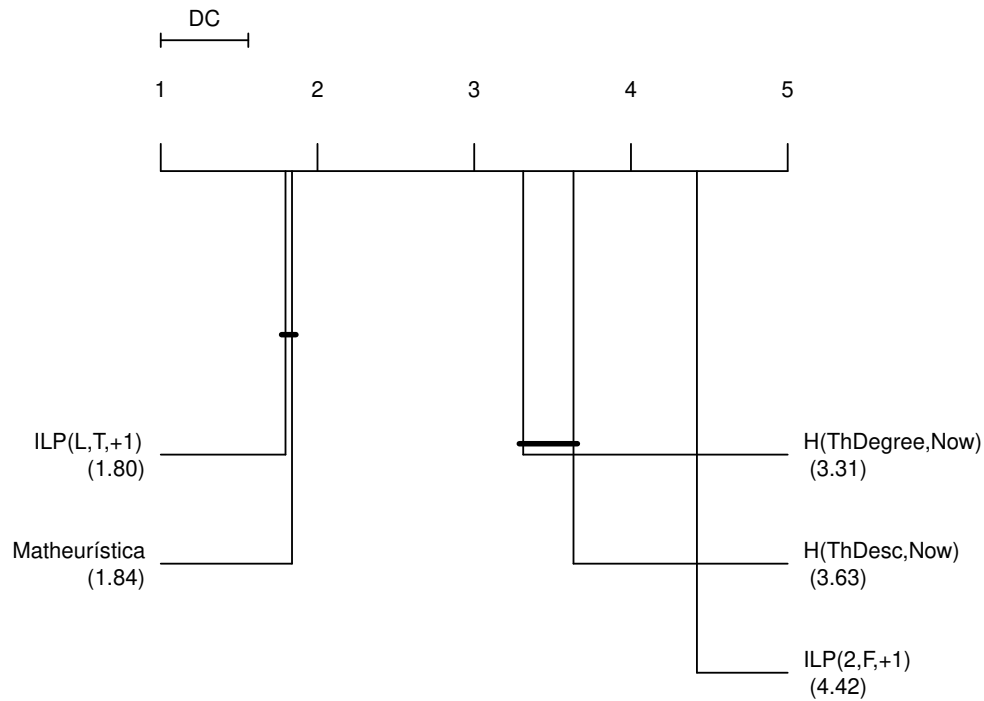 DC
1 2 3 4 5
ILP(L,T,+1)
(1.80)
Matheurística
(1.84)
H(ThDegree,Now)
(3.31)
H(ThDesc,Now)
(3.63)
ILP(2,F,+1)
(4.42)